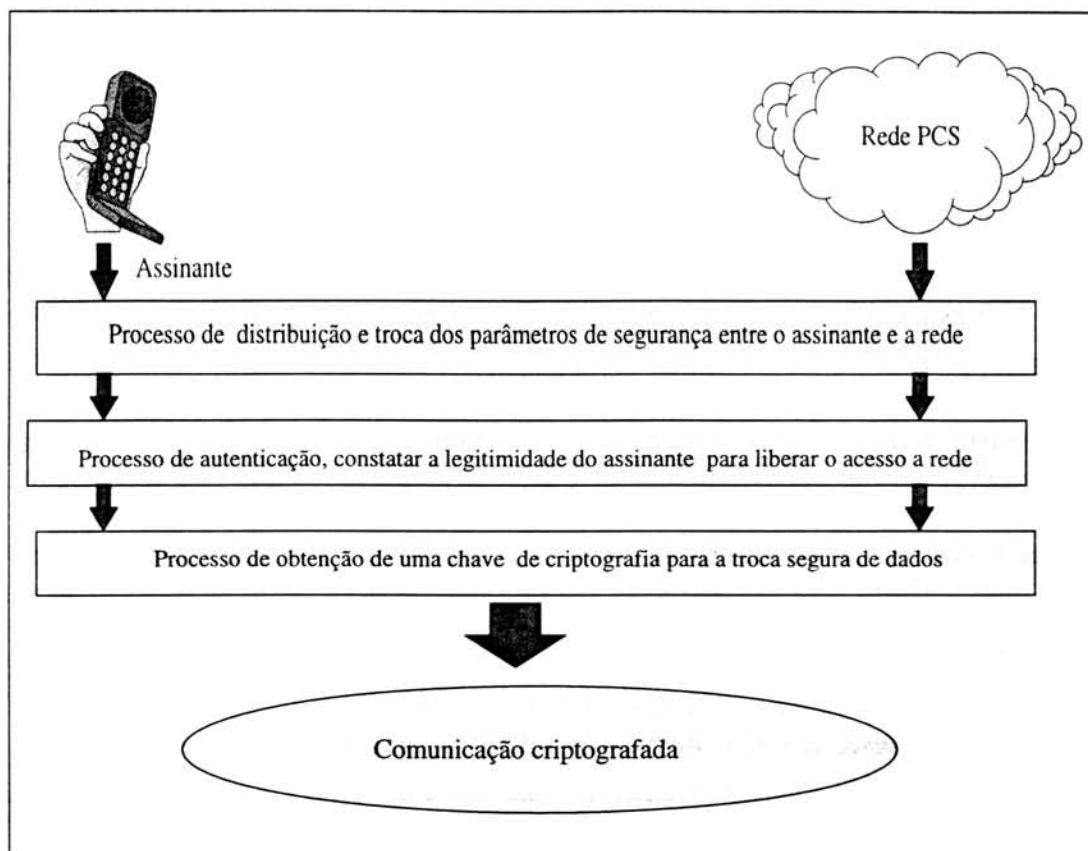 Rede PCS
Assinante
Processo de distribuição e troca dos parâmetros de segurança entre o assinante e a rede
Processo de autenticação, constatar a legitimidade do assinante para liberar o acesso a rede
Processo de obtenção de uma chave de criptografia para a troca segura de dados
Comunicação criptografada